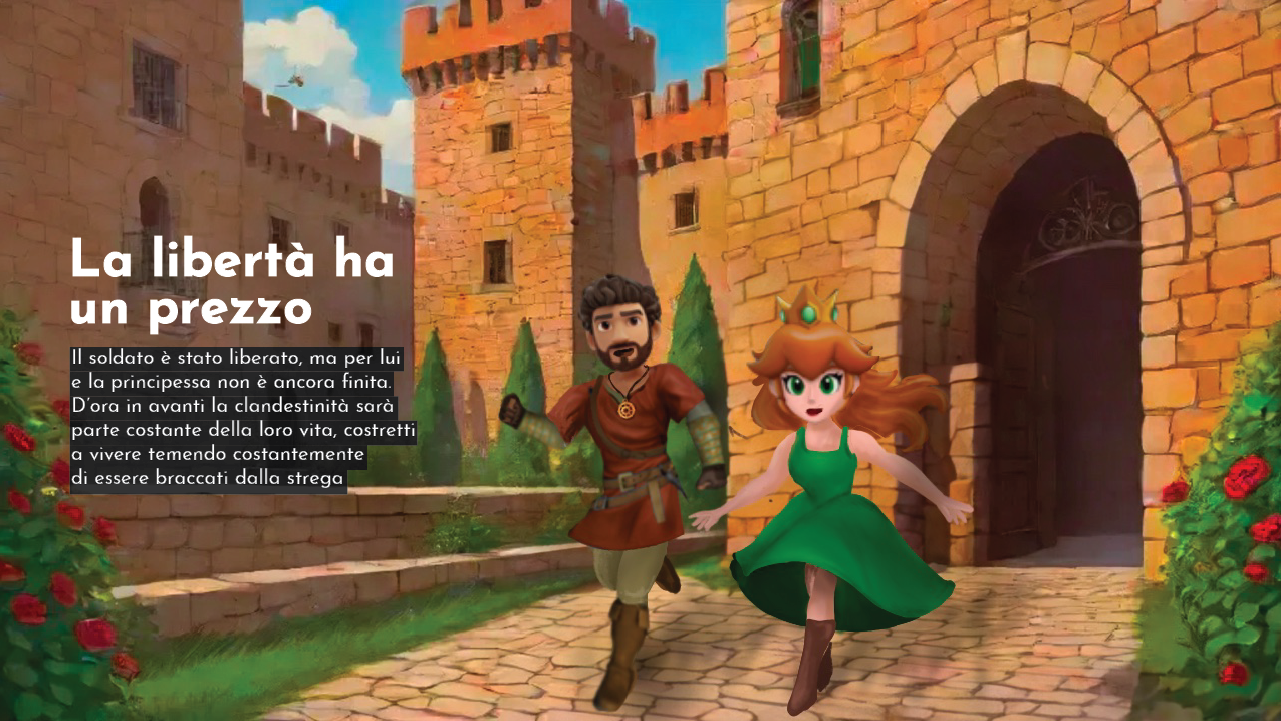 La libertà ha
un prezzo
Il soldato è stato liberato, ma per lui
e la principessa non è ancora finita.
D’ora in avanti la clandestinità sarà
parte costante della loro vita, costretti
a vivere temendo costantemente
di essere braccati dalla strega